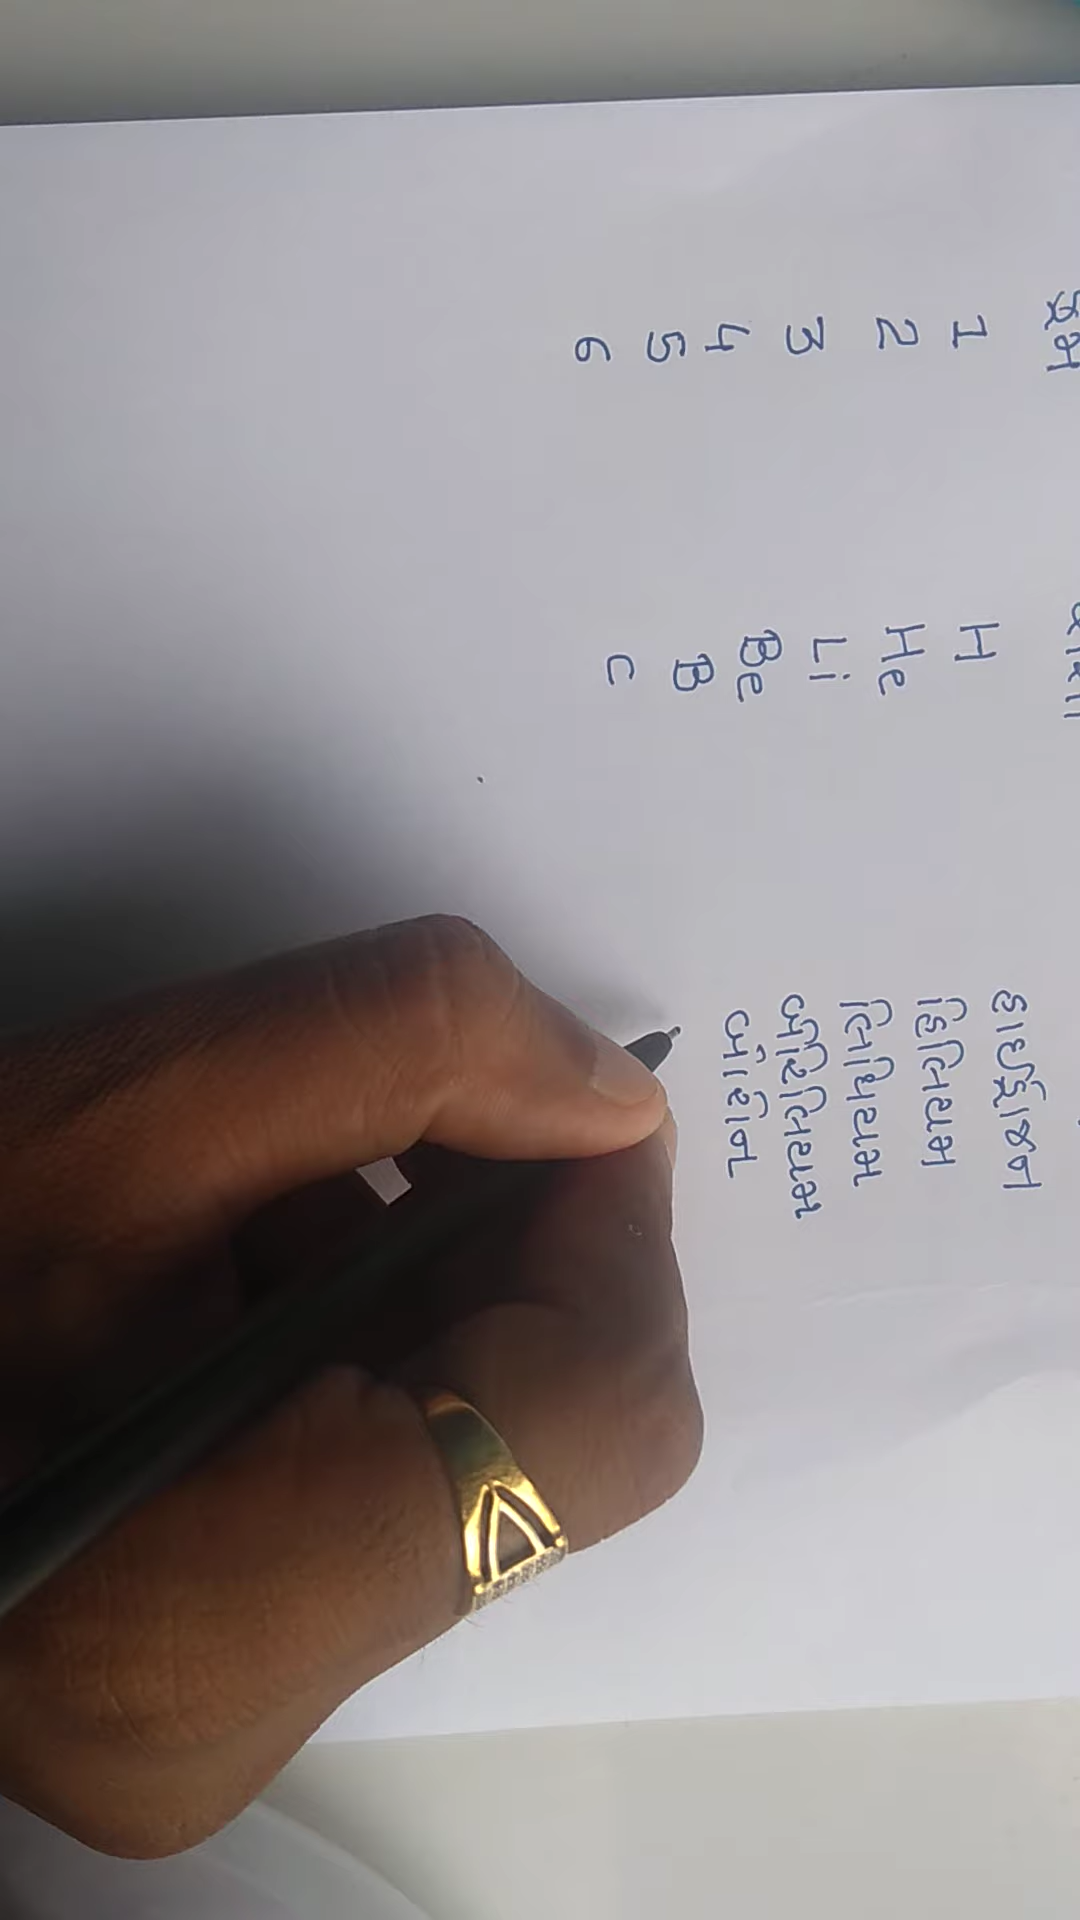 ક્રમ
1 H હાઈડ્રોજન
2 He હિલિયમ
3 Li લિથિયમ
4 Be બેરિલિયમ
5 B બોરોન
6 C